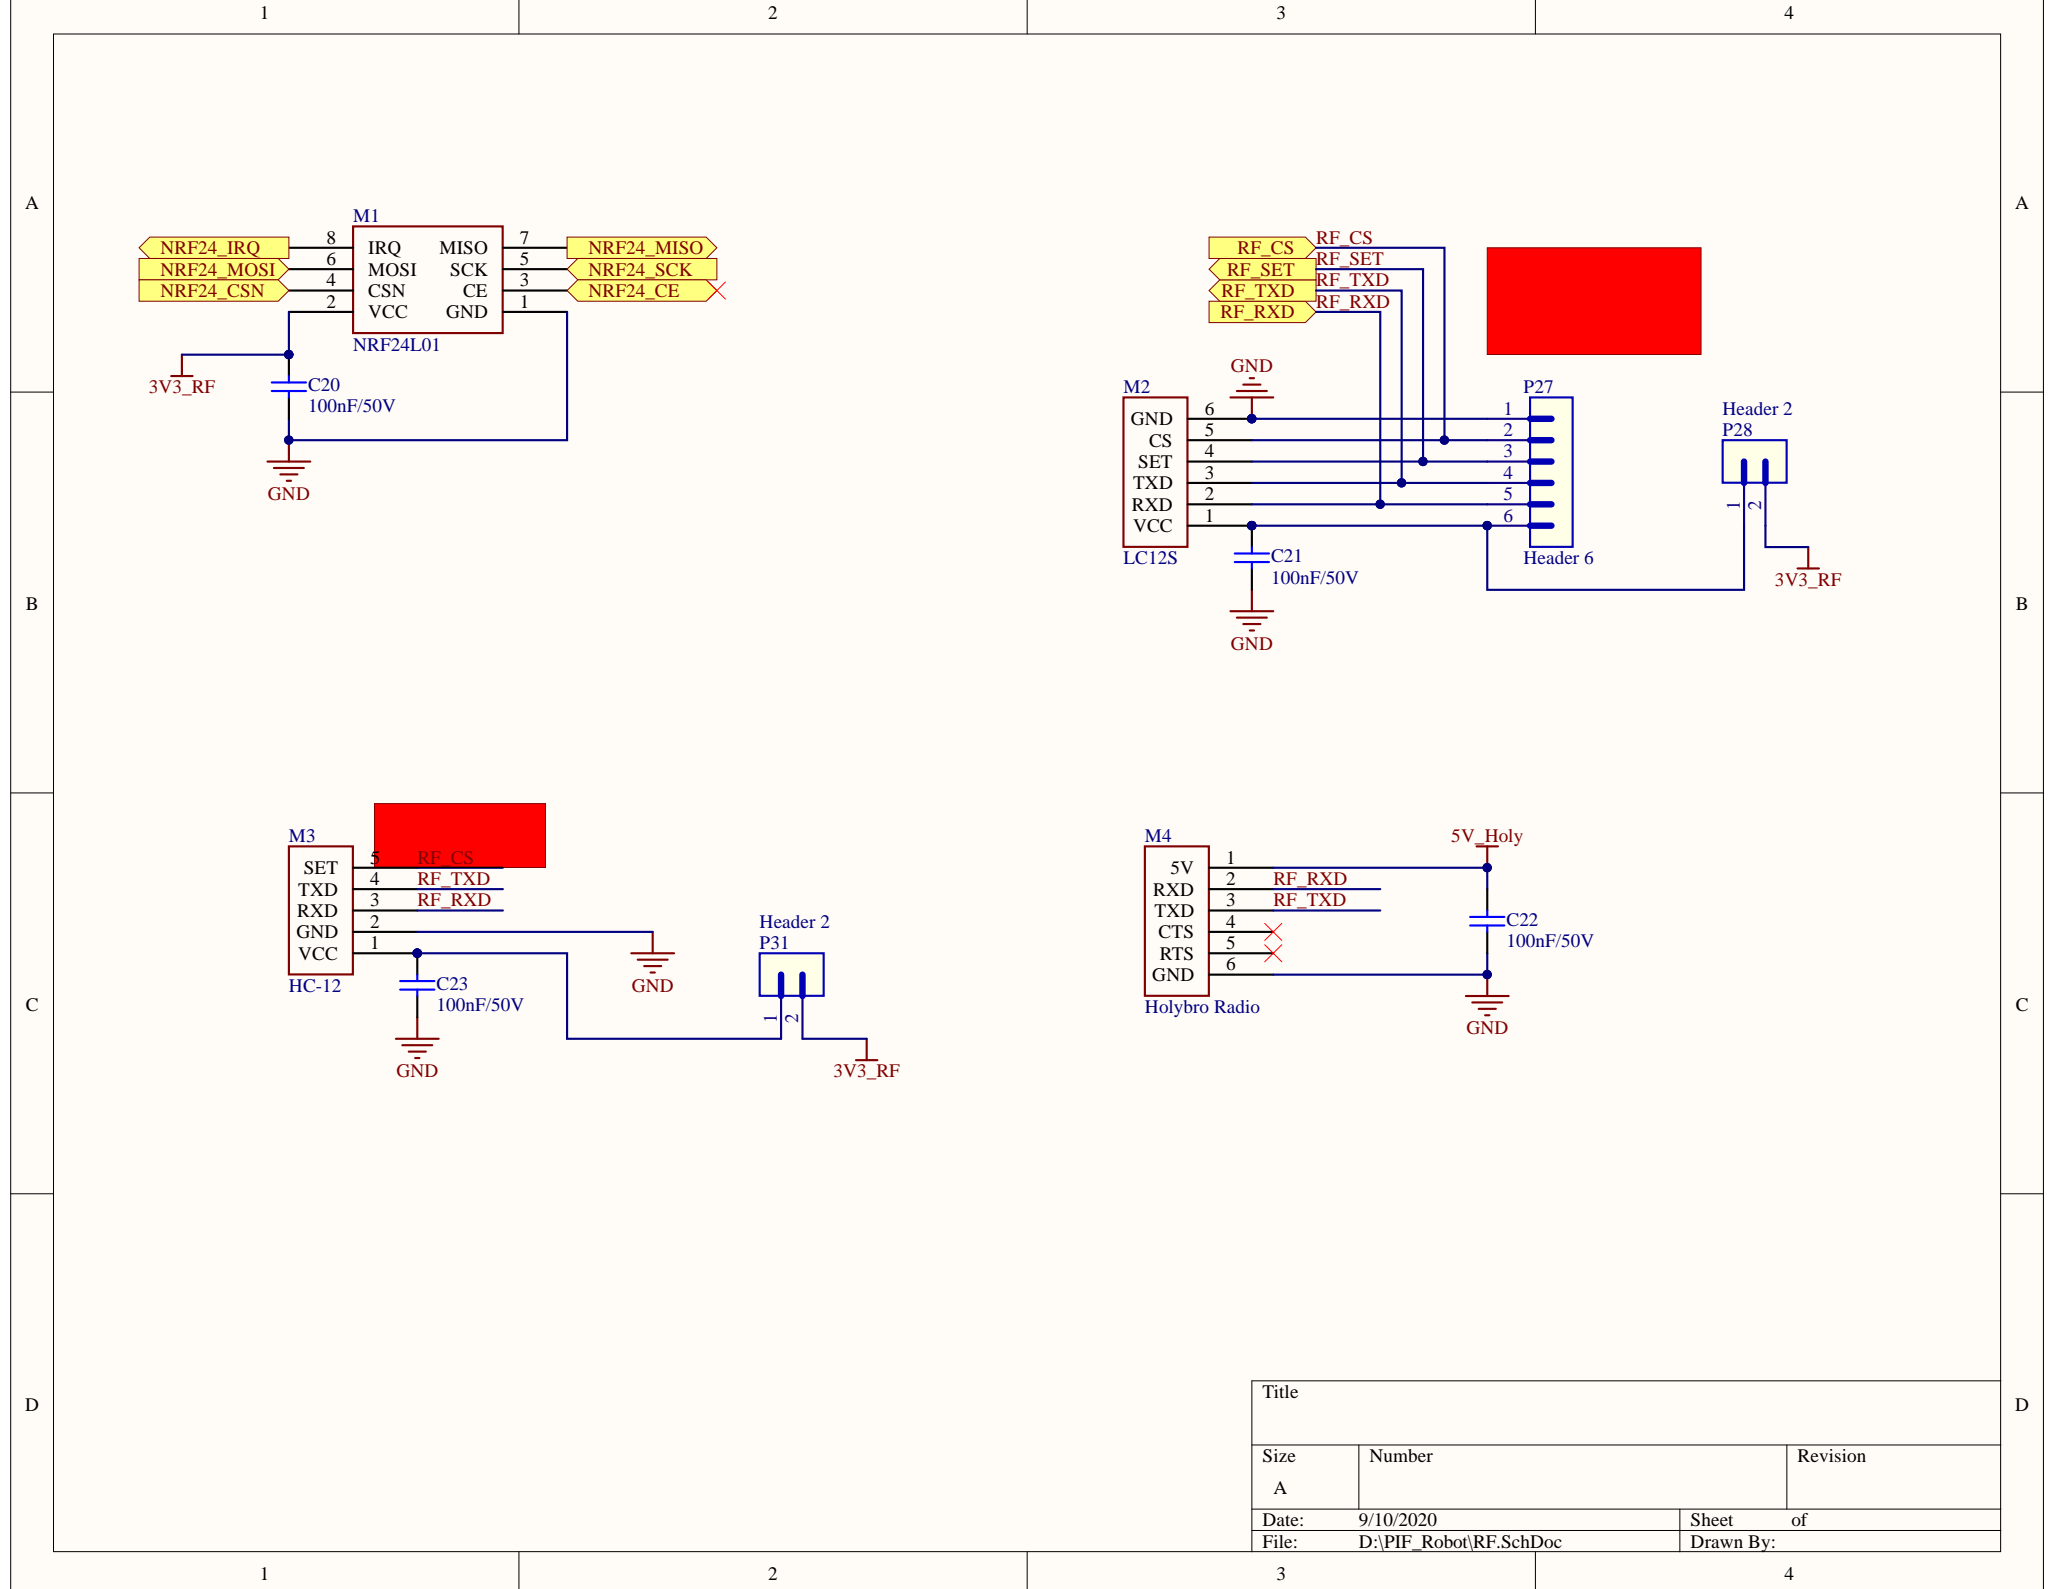 1 2 3 4
A A
B B
C C
D D
1 2 3 4
M1
NRF24_IRQ 8 IRQ MISO 7 NRF24_MISO
NRF24_MOSI 6 MOSI SCK 5 NRF24_SCK
NRF24_CSN 4 CSN CE 3 NRF24_CE
2 VCC GND 1
NRF24L01
3V3_RF
C20
100nF/50V
GND
RF_CS RF_CS
RF_SET RF_SET
RF_TXD RF_TXD
RF_RXD RF_RXD
GND
M2
GND 6
CS 5
SET 4
TXD 3
RXD 2
VCC 1
LC12S
C21
100nF/50V
GND
P27
1
2
3
4
5
6
Header 6
Header 2
P28
1 2
3V3_RF
M3
SET 5 RF_CS
TXD 4 RF_TXD
RXD 3 RF_RXD
GND 2
VCC 1
HC-12
C23
100nF/50V
GND
GND
Header 2
P31
1 2
3V3_RF
M4
5V 1
RXD 2 RF_RXD
TXD 3 RF_TXD
CTS 4
RTS 5
GND 6
Holybro Radio
5V_Holy
C22
100nF/50V
GND
Title
Size Number Revision
A
Date: 9/10/2020 Sheet of
File: D:\PIF_Robot\RF.SchDoc Drawn By: